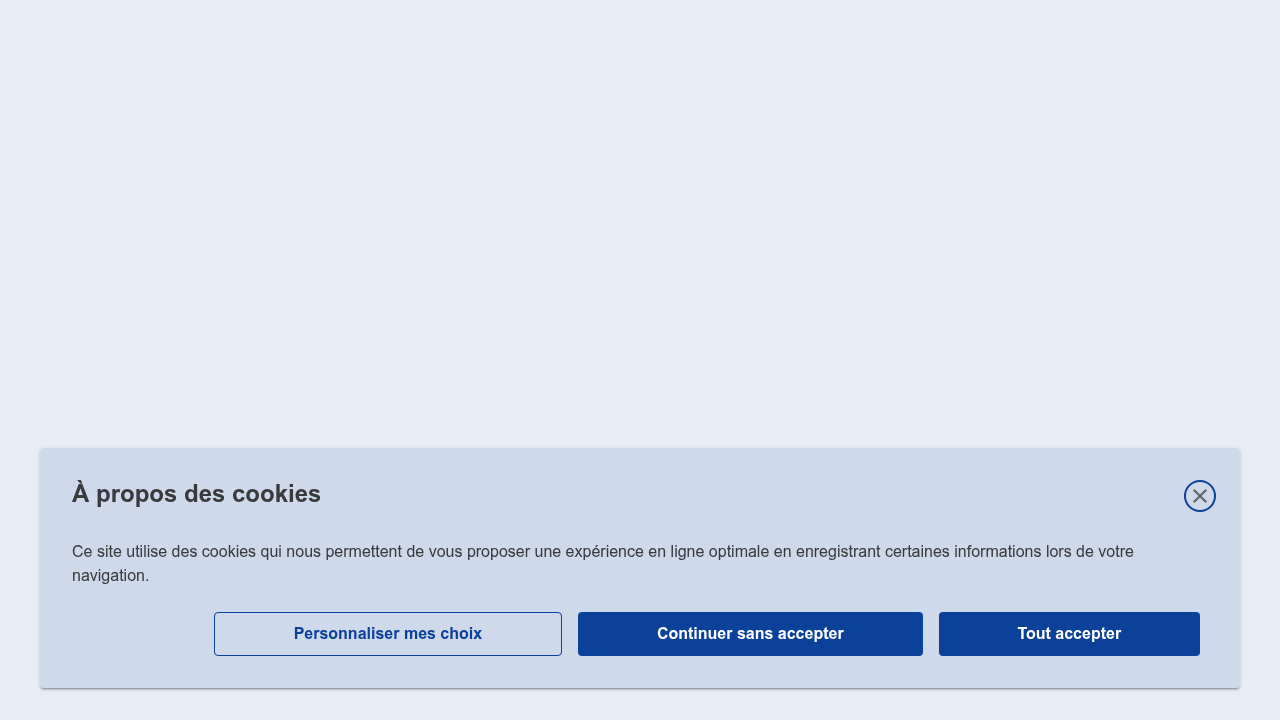 À propos des cookies
Ce site utilise des cookies qui nous permettent de vous proposer une expérience en ligne optimale en enregistrant certaines informations lors de votre
navigation.
Personnaliser mes choix
Continuer sans accepter
Tout accepter